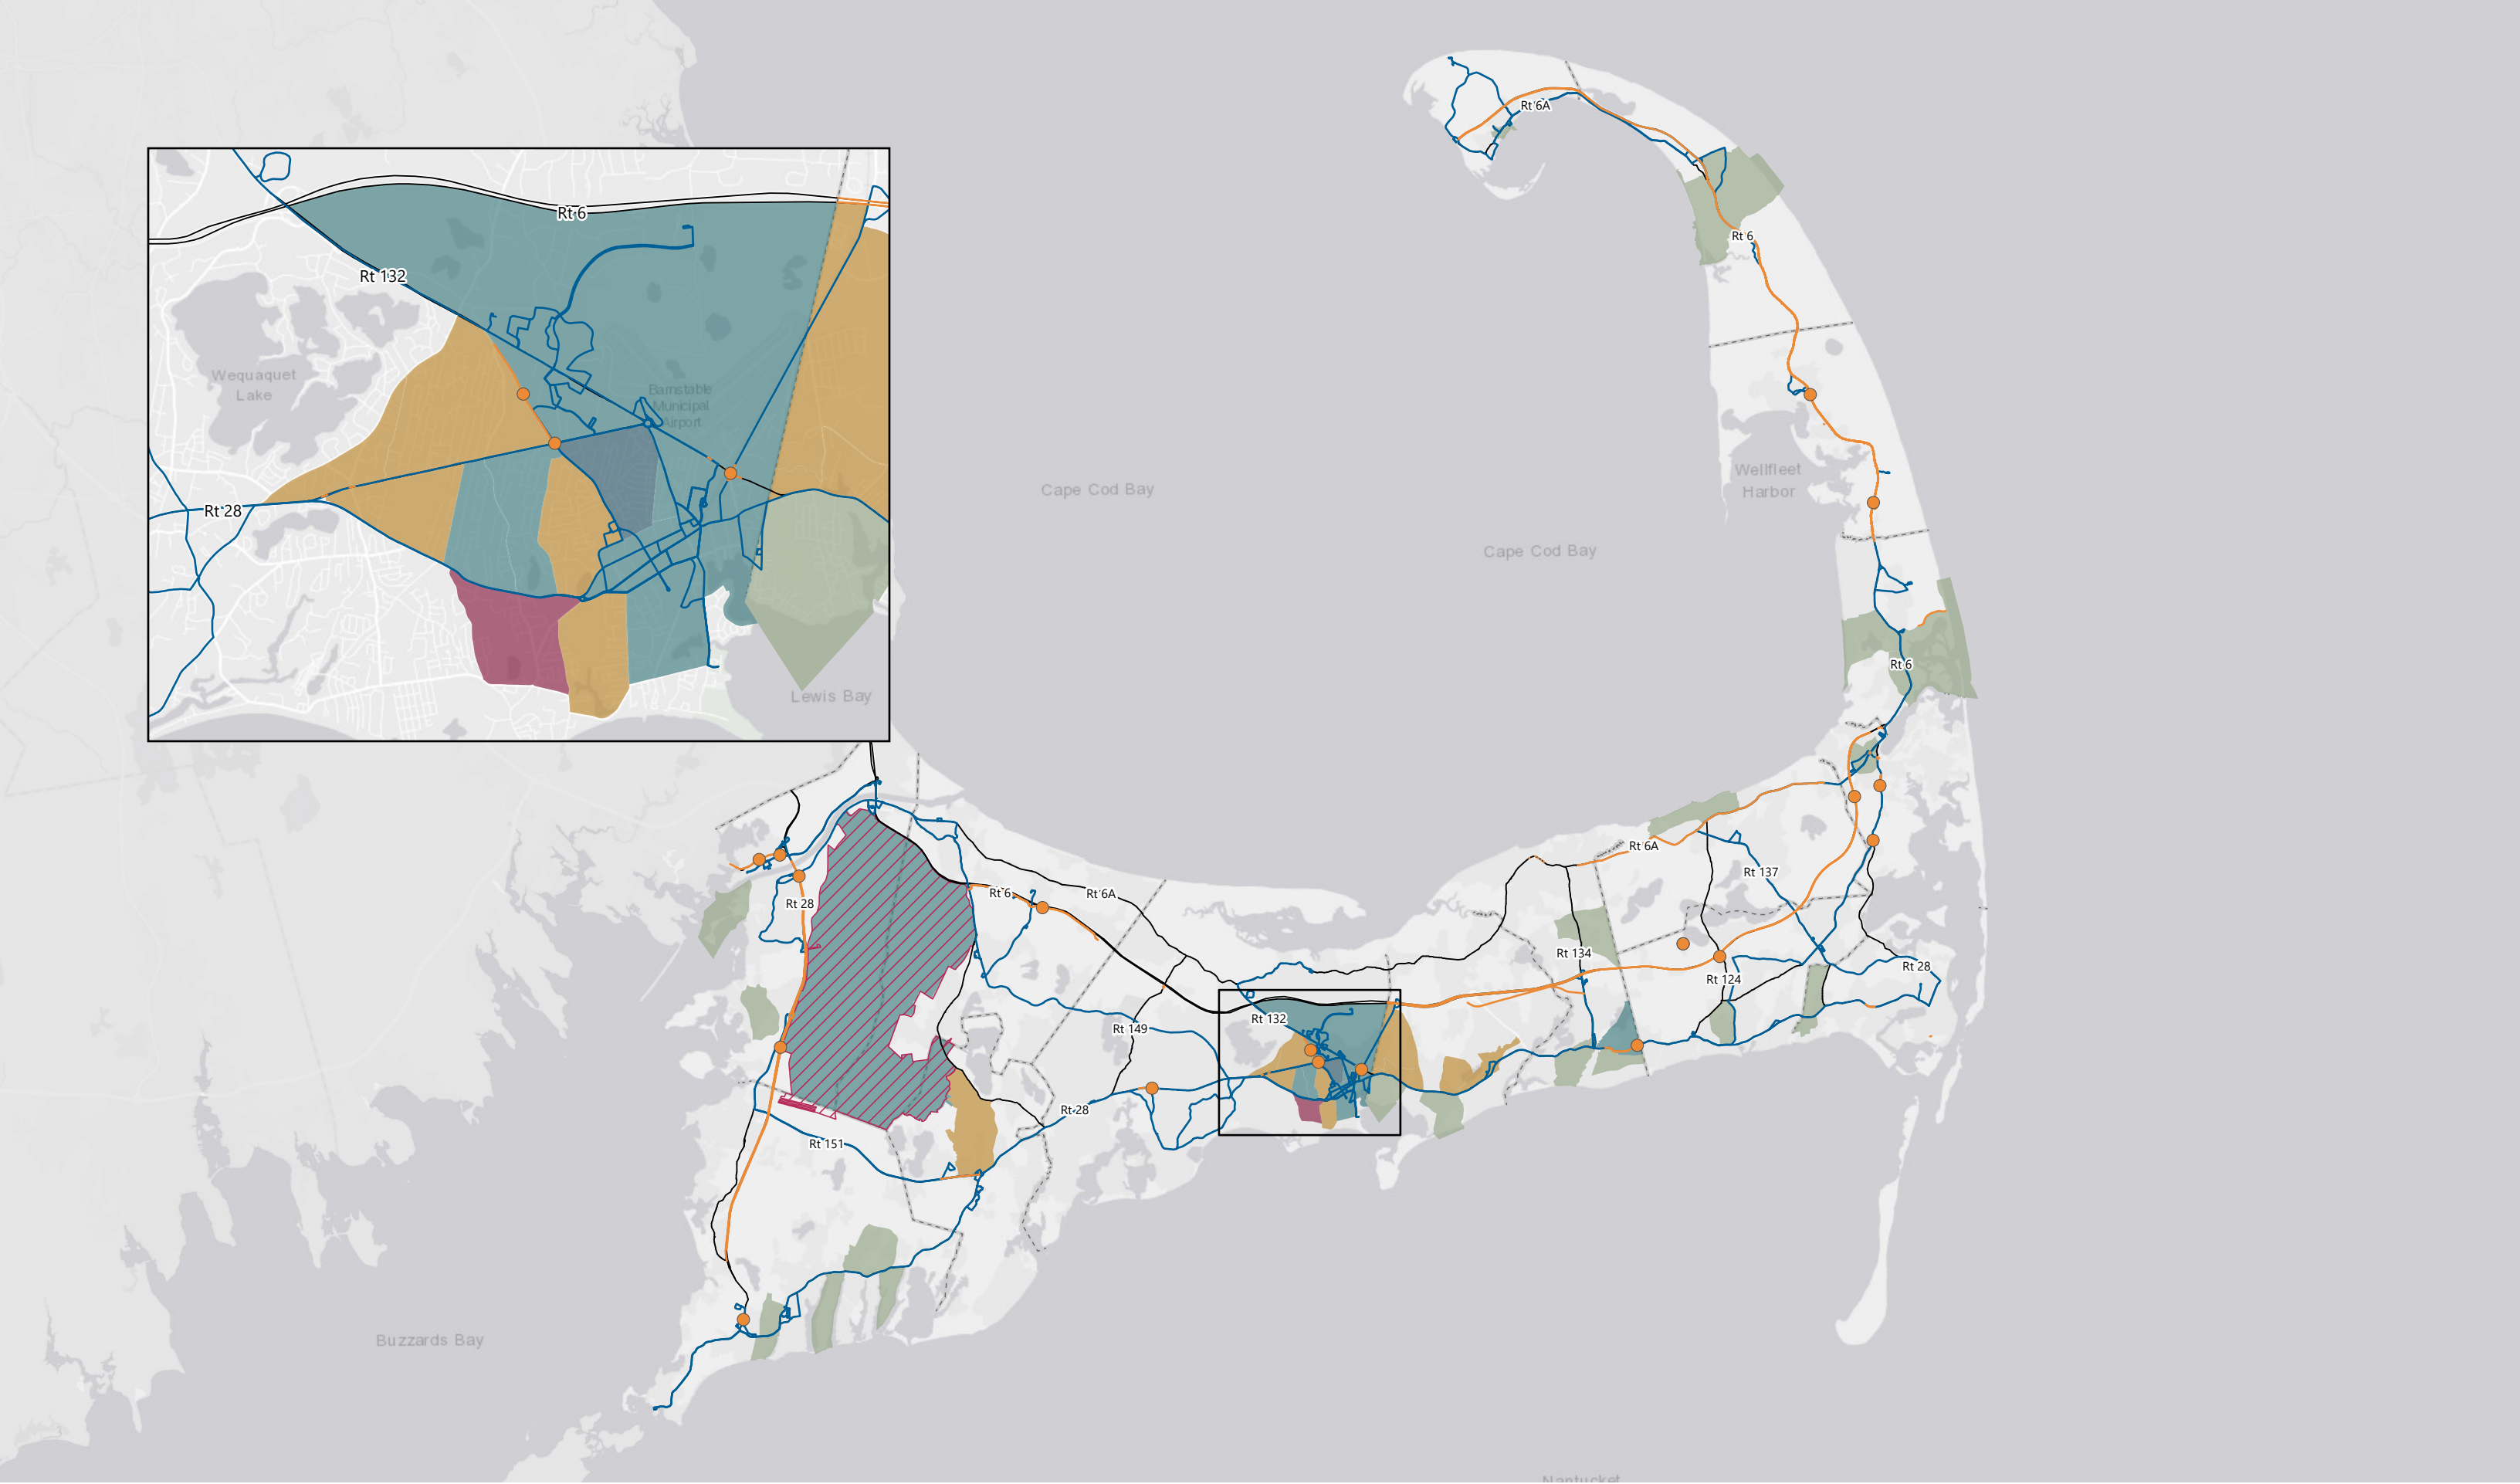 Rt 6A
Rt 6
Rt 6
Rt 132
Wequaquet
Lake
Barnstable
Municipal
Airport
Rt 28
Lewis Bay
Cape Cod Bay
Cape Cod Bay
Wellfleet
Harbor
Rt 6
Rt 6A
Rt 137
Rt 6
Rt 6A
Rt 28
Rt 134
Rt 28
Rt 124
Rt 132
Rt 149
Rt 28
Rt 151
Buzzards Bay
Nantucket